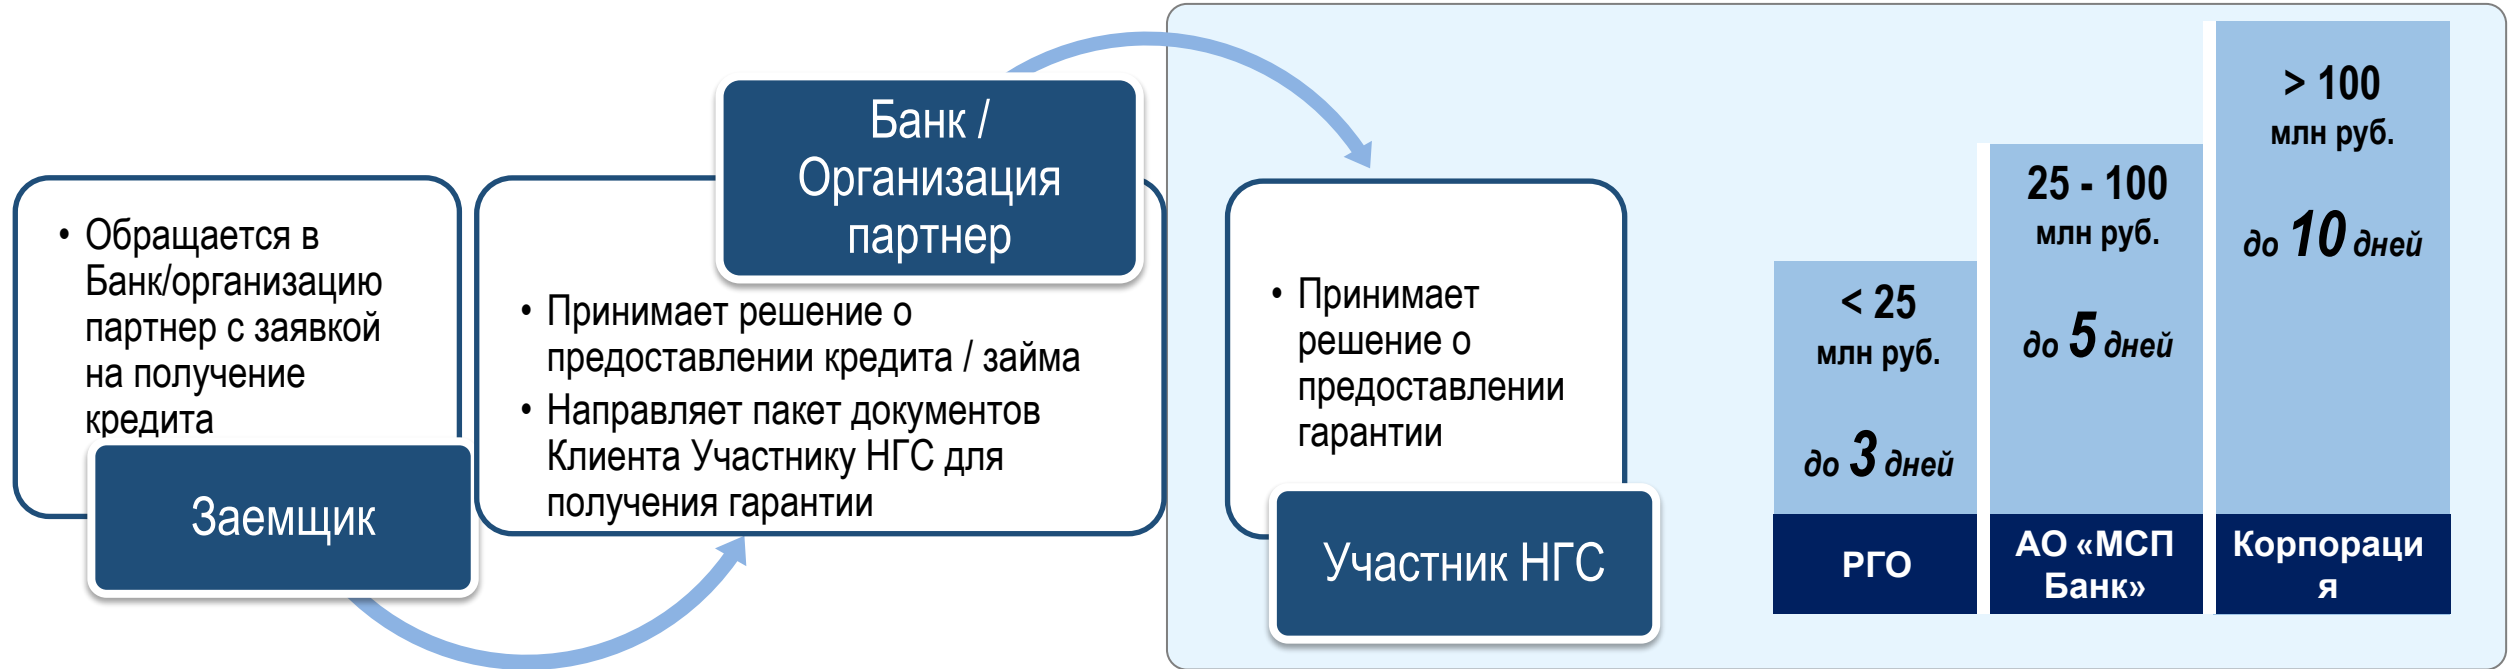 • Обращается в
Банк/организацию
партнер с заявкой
на получение
кредита
Заемщик
Банк /
Организация
партнер
• Принимает решение о
предоставлении кредита / займа
• Направляет пакет документов
Клиента Участнику НГС для
получения гарантии
• Принимает
решение о
предоставлении
гарантии
Участник НГС
< 25
млн руб.
до 3 дней
РГО
25 - 100
млн руб.
до 5 дней
АО «МСП
Банк»
> 100
млн руб.
до 10 дней
Корпораци
я